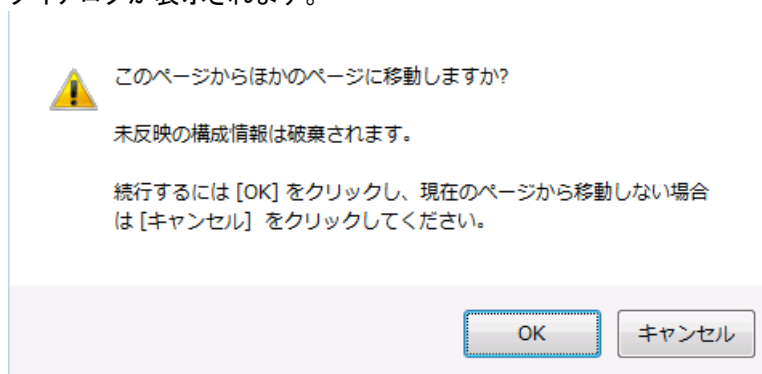 ダイアログが表示されます。
このページからほかのページに移動しますか?
未反映の構成情報は破棄されます。
続行するには [OK] をクリックし、現在のページから移動しない場合
は [キャンセル] をクリックしてください。
OK
キャンセル